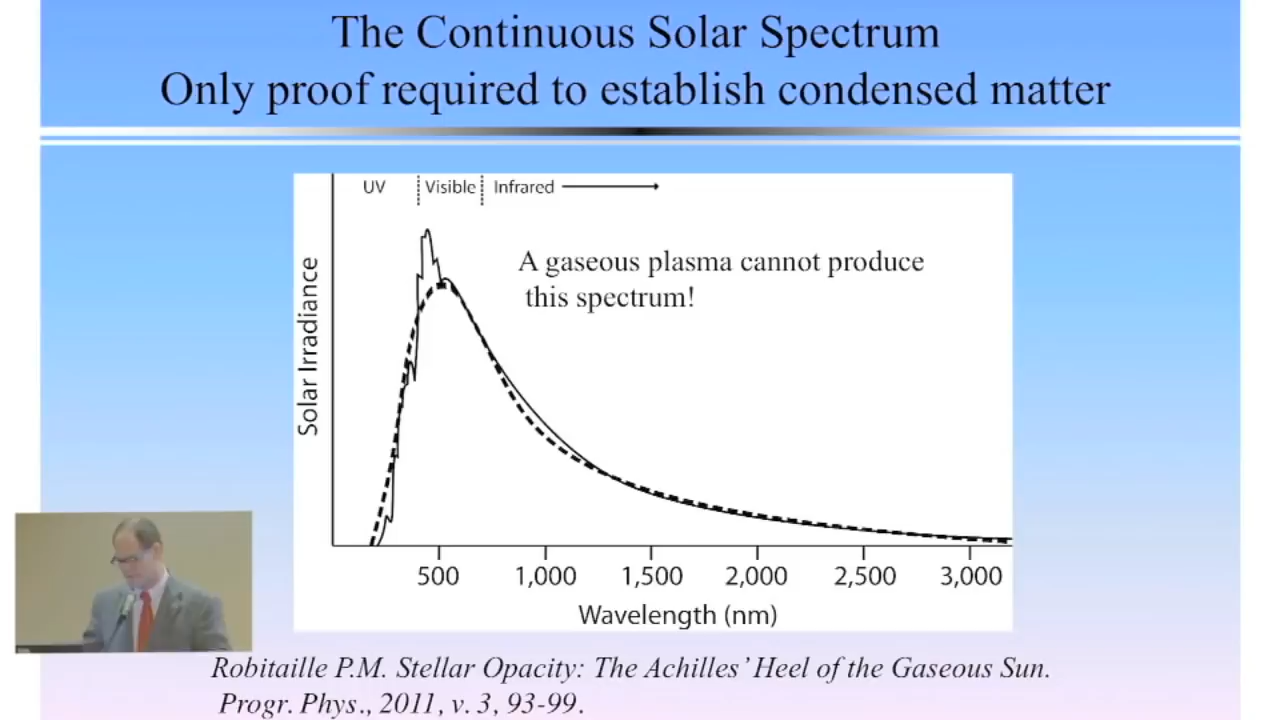 The Continuous Solar Spectrum
Only proof required to establish condensed matter
UV Visible Infrared
A gaseous plasma cannot produce
this spectrum!
Solar Irradiance
500 1,000 1,500 2,000 2,500 3,000
Wavelength (nm)
Robitaille P.M. Stellar Opacity: The Achilles’ Heel of the Gaseous Sun.
Progr. Phys., 2011, v. 3, 93-99.